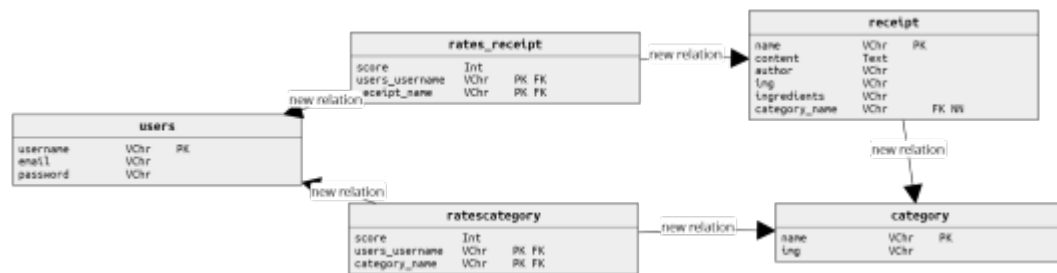 rates_receipt
score Int
users_username VChr PK FK
receipt_name VChr PK FK
new relation
receipt
name VChr PK
content Text
author VChr
img VChr
ingredients VChr
category_name VChr FK NN
new relation
users
username VChr PK
email VChr
password VChr
new relation
new relation
ratescategory
score Int
users_username VChr PK FK
category_name VChr PK FK
new relation
category
name VChr PK
img VChr